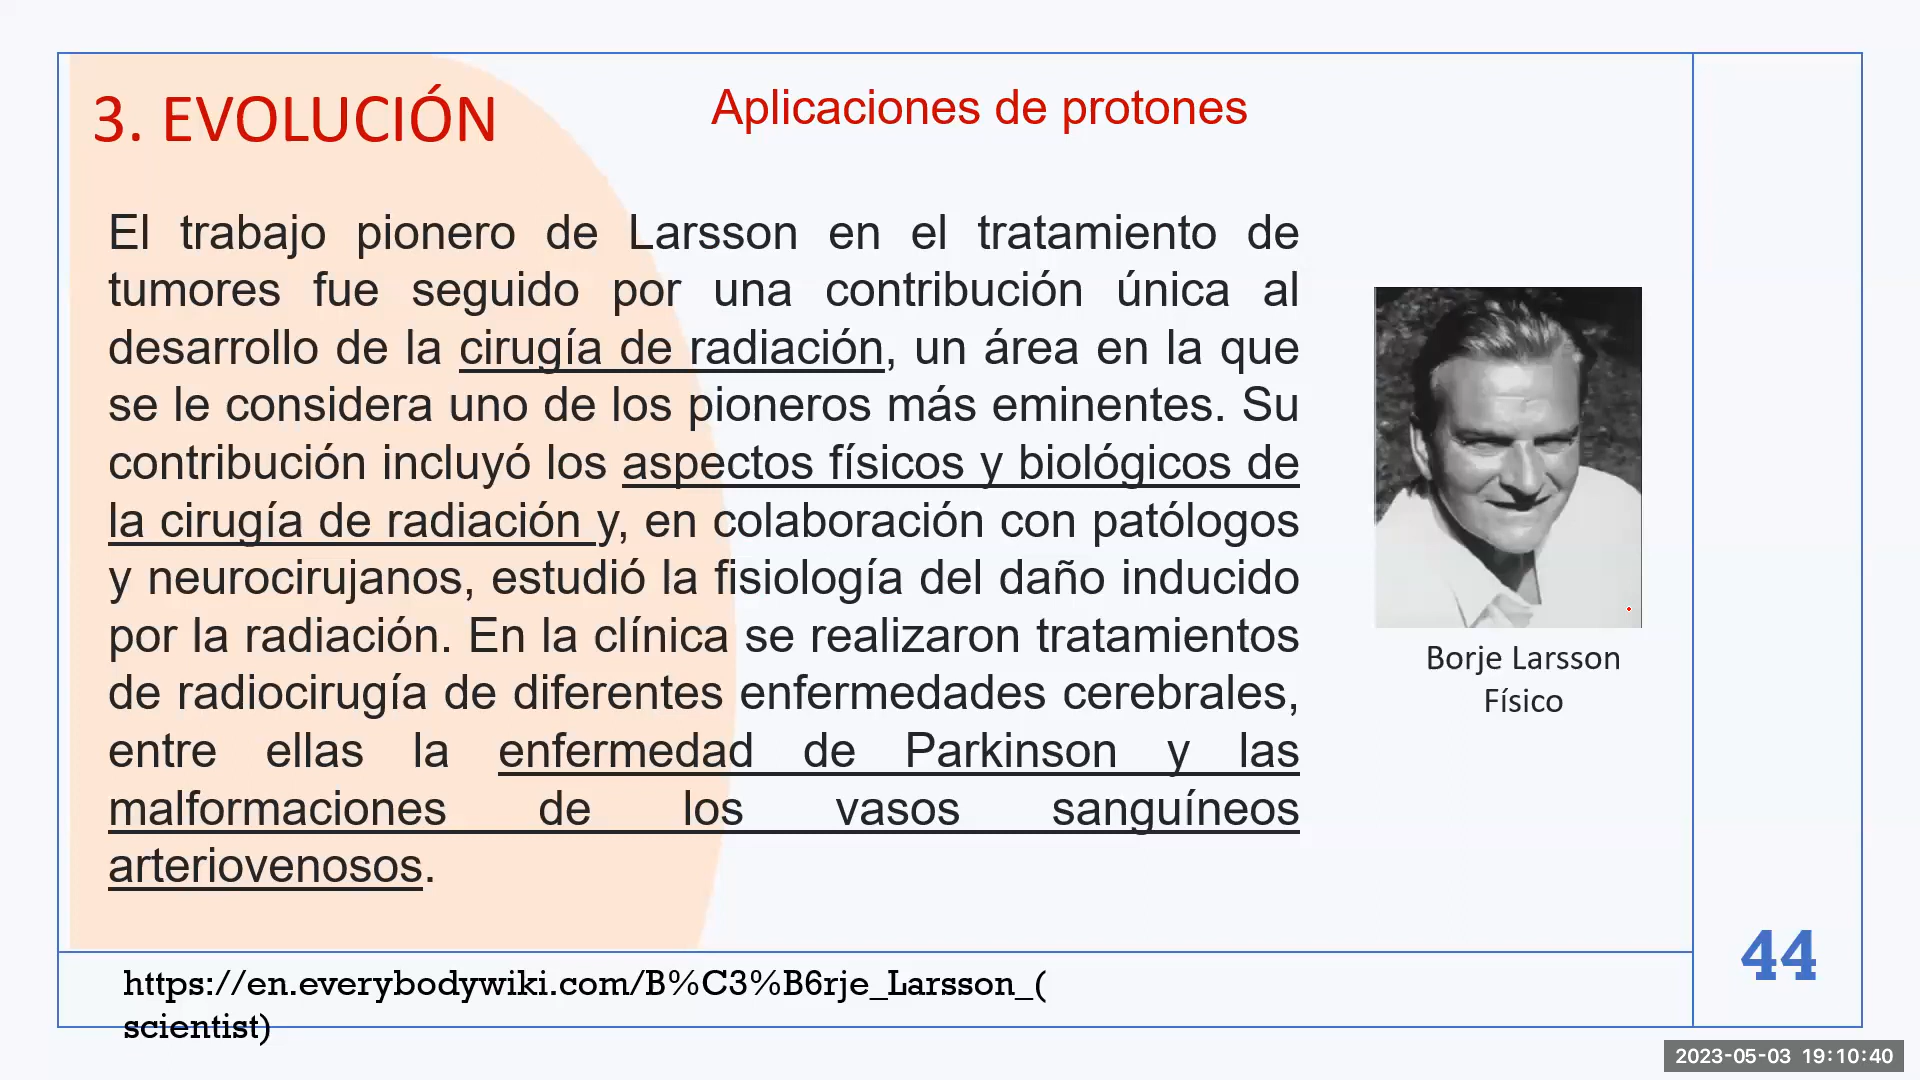 3. EVOLUCIÓN
Aplicaciones de protones
El trabajo pionero de Larsson en el tratamiento de
tumores fue seguido por una contribución única al
desarrollo de la cirugía de radiación, un área en la que
se le considera uno de los pioneros más eminentes. Su
contribución incluyó los aspectos físicos y biológicos de
la cirugía de radiación y, en colaboración con patólogos
y neurocirujanos, estudió la fisiología del daño inducido
por la radiación. En la clínica se realizaron tratamientos
de radiocirugía de diferentes enfermedades cerebrales,
entre ellas la enfermedad de Parkinson y las
malformaciones de los vasos sanguíneos
arteriovenosos.
Borje Larsson
Físico
44
https://en.everybodywiki.com/B%C3%B6rje_Larsson_(
scientist)
2023-05-03 19:10:40